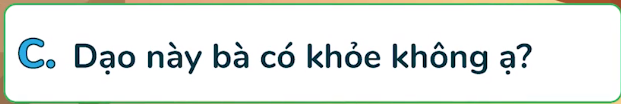 C. Dạo này bà có khỏe không ạ?